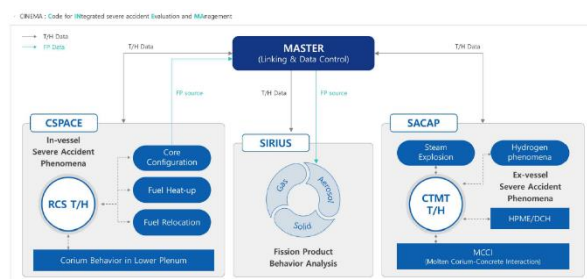 CINEMA : Code for INtegrated severe accident Evaluation and MAnagement
T/H Data
FP Data
MASTER
(Linking & Data Control)
T/H Data
T/H Data
FP source
T/H Data
FP source
CSPACE
In-vessel
Severe Accident
Phenomena
Core
Configuration
RCS T/H
Fuel Heat-up
Fuel Relocation
Corium Behavior in Lower Plenum
SIRIUS
Gas
Aerosol
Solid
Fission Product
Behavior Analysis
SACAP
Steam
Explosion
Hydrogen
phenomena
Ex-vessel
Severe Accident
Phenomena
CTMT
T/H
HPME/DCH
MCCI
(Molten Corium-Concrete Interaction)